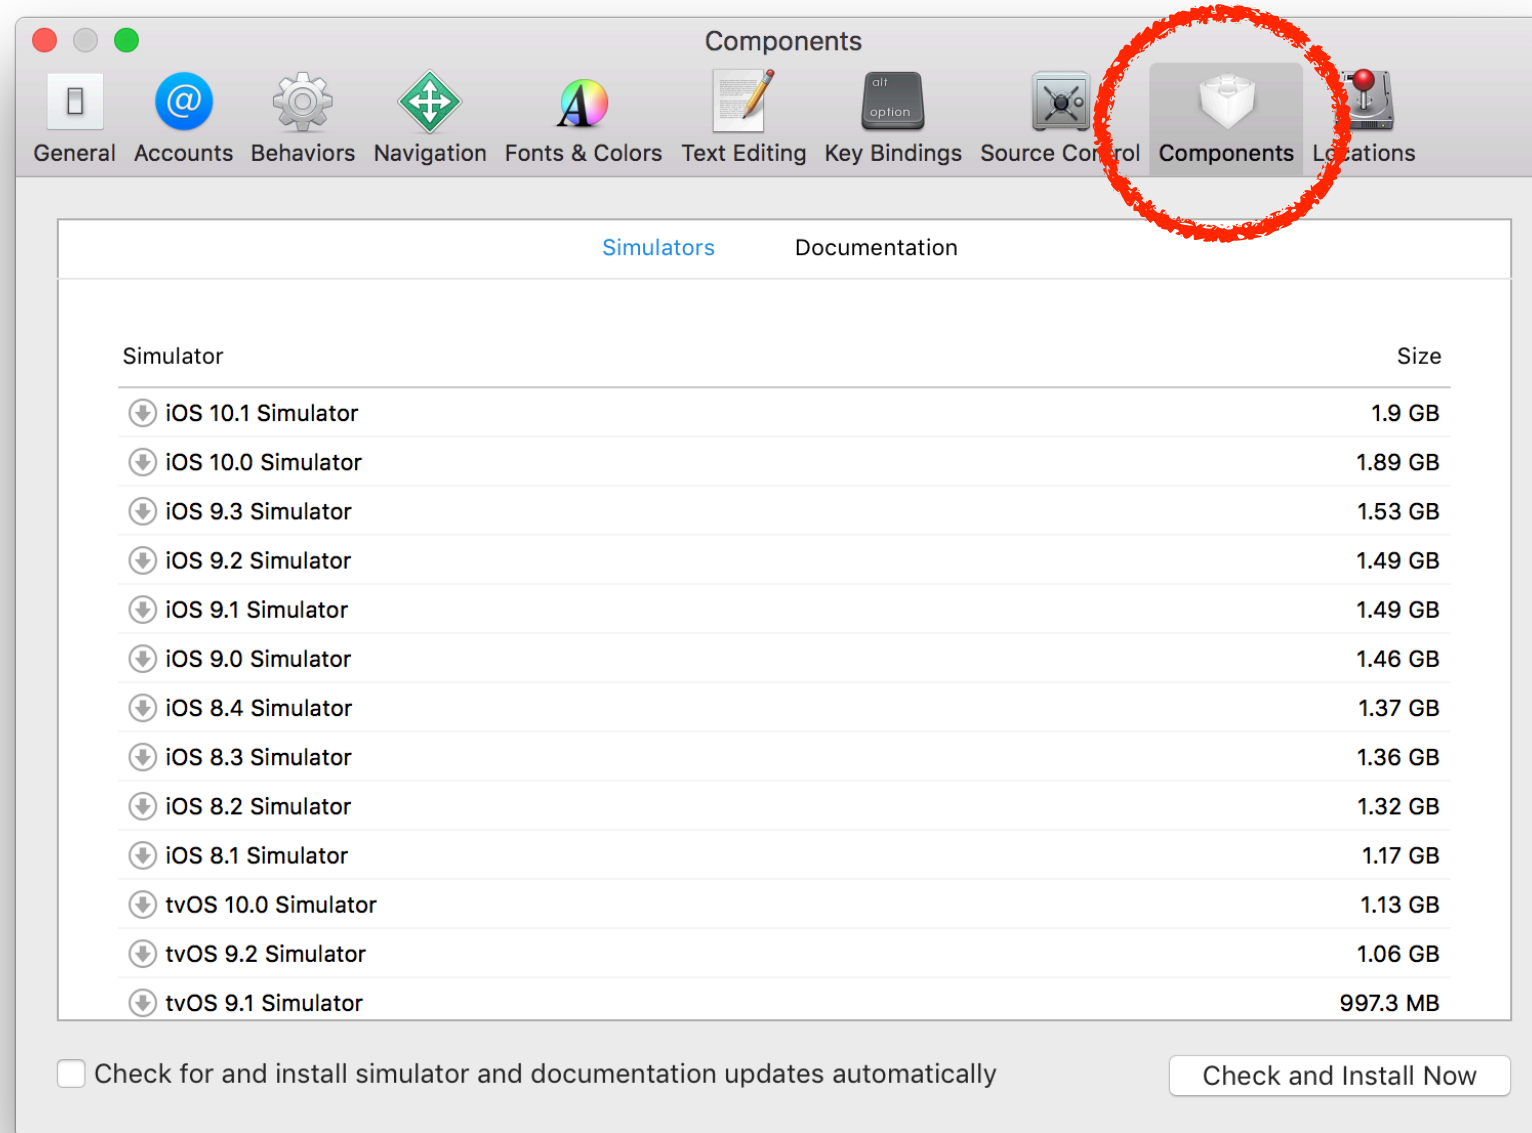 Components
alt
option
General Accounts Behaviors Navigation Fonts & Colors Text Editing Key Bindings Source Control Components Locations
Simulators Documentation
Simulator Size
iOS 10.1 Simulator 1.9 GB
iOS 10.0 Simulator 1.89 GB
iOS 9.3 Simulator 1.53 GB
iOS 9.2 Simulator 1.49 GB
iOS 9.1 Simulator 1.49 GB
iOS 9.0 Simulator 1.46 GB
iOS 8.4 Simulator 1.37 GB
iOS 8.3 Simulator 1.36 GB
iOS 8.2 Simulator 1.32 GB
iOS 8.1 Simulator 1.17 GB
tvOS 10.0 Simulator 1.13 GB
tvOS 9.2 Simulator 1.06 GB
tvOS 9.1 Simulator 997.3 MB
Check for and install simulator and documentation updates automatically Check and Install Now